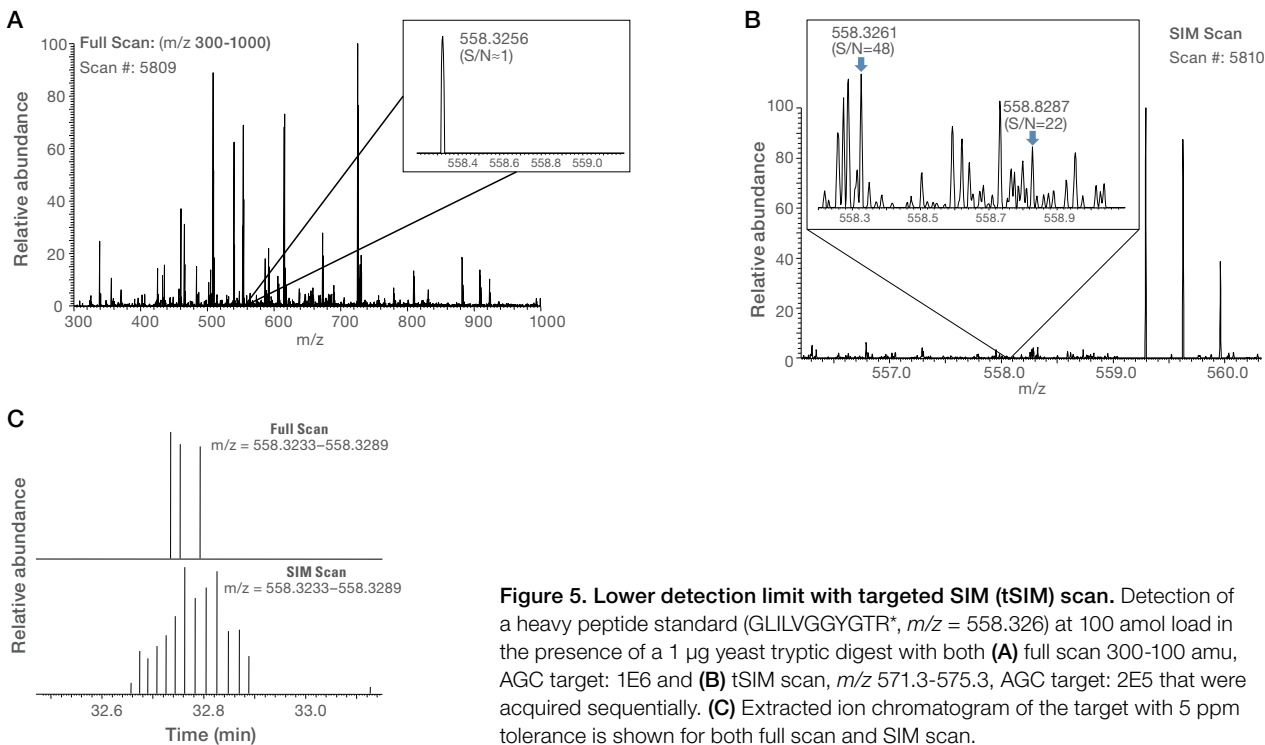 A
Full Scan: (m/z 300-1000)
Scan #: 5809
558.3256
(S/N≈1)
558.4 558.6 558.8 559.0
Relative abundance
100
80
60
40
20
0
300 400 500 600 700 800 900 1000
m/z
B
SIM Scan
Scan #: 5810
558.3261
(S/N=48)
558.8287
(S/N=22)
558.3 558.5 558.7 558.9
Relative abundance
100
80
60
40
20
0
557.0 558.0 559.0 560.0
m/z
C
Full Scan
m/z = 558.3233–558.3289
SIM Scan
m/z = 558.3233–558.3289
Relative abundance
Relative abundance
32.6 32.8 33.0
Time (min)
Figure 5. Lower detection limit with targeted SIM (tSIM) scan. Detection of
a heavy peptide standard (GLILVGGYGTR*, m/z = 558.326) at 100 amol load in
the presence of a 1 μg yeast tryptic digest with both (A) full scan 300-100 amu,
AGC target: 1E6 and (B) tSIM scan, m/z 571.3-575.3, AGC target: 2E5 that were
acquired sequentially. (C) Extracted ion chromatogram of the target with 5 ppm
tolerance is shown for both full scan and SIM scan.